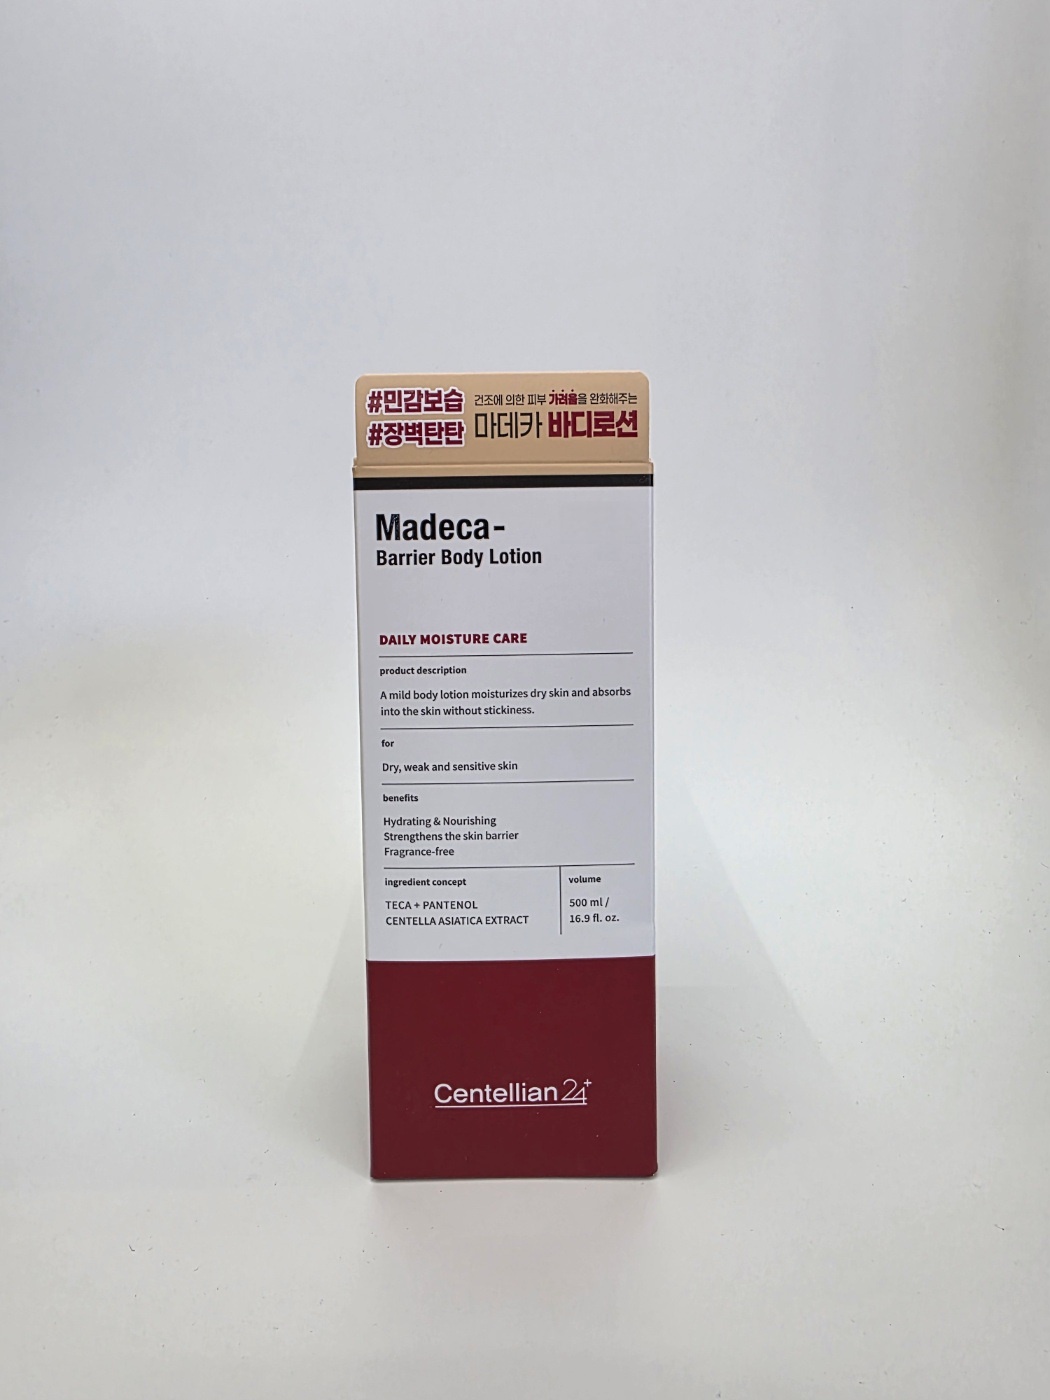 #민감보습
#장벽탄탄
건조에 의한 피부 가려움을 완화해주는
마데카 바디로션
Madeca-
Barrier Body Lotion
DAILY MOISTURE CARE
product description
A mild body lotion moisturizes dry skin and absorbs
into the skin without stickiness.
for
Dry, weak and sensitive skin
benefits
Hydrating & Nourishing
Strengthens the skin barrier
Fragrance-free
ingredient concept
TECA + PANTENOL
CENTELLA ASIATICA EXTRACT
volume
500 ml /
16.9 fl. oz.
Centellian 24+